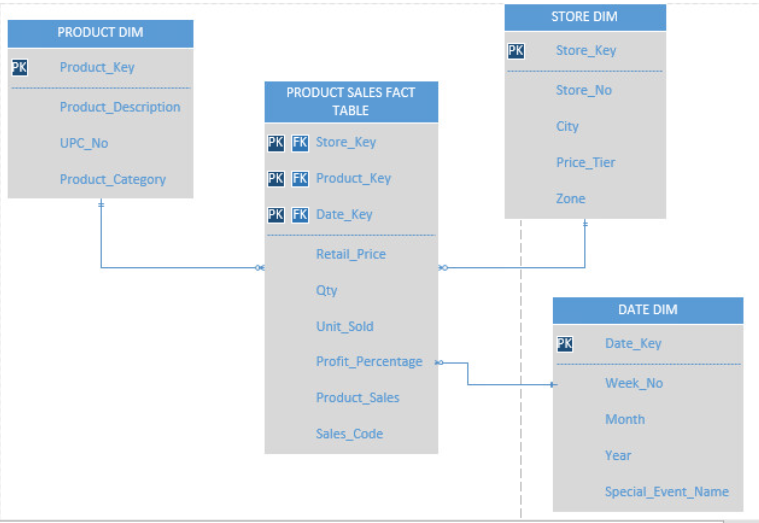 PRODUCT DIM
PK Product_Key
Product_Description
UPC_No
Product_Category
PRODUCT SALES FACT
TABLE
PK FK Store_Key
PK FK Product_Key
PK FK Date_Key
Retail_Price
Qty
Unit_Sold
Profit_Percentage
Product_Sales
Sales_Code
STORE DIM
PK Store_Key
Store_No
City
Price_Tier
Zone
DATE DIM
PK Date_Key
Week_No
Month
Year
Special_Event_Name